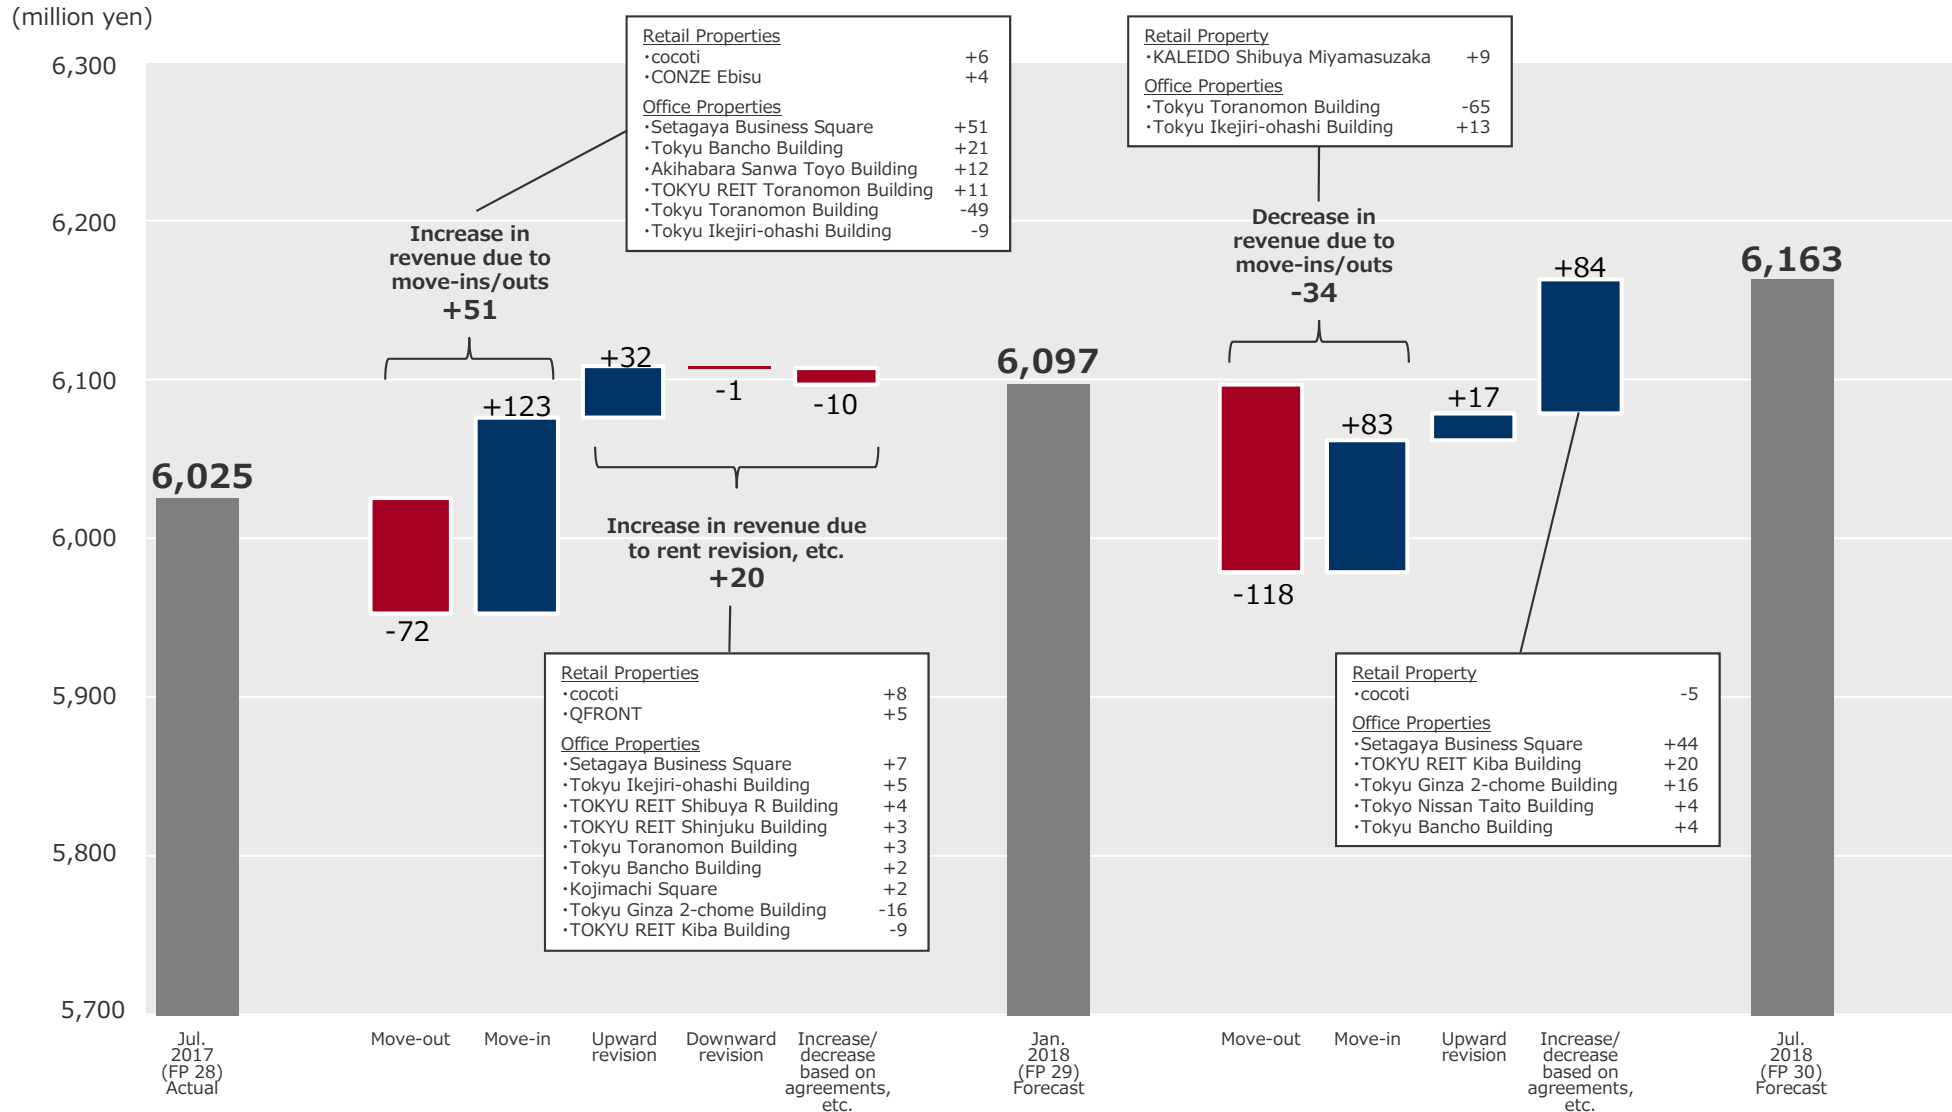 (million yen)
6,300
6,200
6,100
6,000
5,900
5,800
5,700
Retail Properties
・cocoti +6
・CONZE Ebisu +4
Office Properties
・Setagaya Business Square +51
・Tokyu Bancho Building +21
・Akihabara Sanwa Toyo Building +12
・TOKYU REIT Toranomon Building +11
・Tokyu Toranomon Building -49
・Tokyu Ikejiri-ohashi Building -9
Retail Property
・KALEIDO Shibuya Miyamasuzaka +9
Office Properties
・Tokyu Toranomon Building -65
・Tokyu Ikejiri-ohashi Building +13
Increase in
revenue due to
move-ins/outs
+51
Decrease in
revenue due to
move-ins/outs
-34
6,025
-72
+123
+32
-1
-10
6,097
-118
+83
+17
+84
6,163
Increase in revenue due
to rent revision, etc.
+20
Retail Properties
・cocoti +8
・QFRONT +5
Office Properties
・Setagaya Business Square +7
・Tokyu Ikejiri-ohashi Building +5
・TOKYU REIT Shibuya R Building +4
・TOKYU REIT Shinjuku Building +3
・Tokyu Toranomon Building +3
・Tokyu Bancho Building +2
・Kojimachi Square +2
・Tokyu Ginza 2-chome Building -16
・TOKYU REIT Kiba Building -9
Retail Property
・cocoti -5
Office Properties
・Setagaya Business Square +44
・TOKYU REIT Kiba Building +20
・Tokyu Ginza 2-chome Building +16
・Tokyo Nissan Taito Building +4
・Tokyu Bancho Building +4
Jul.
2017
(FP 28)
Actual
Move-out
Move-in
Upward
revision
Downward
revision
Increase/
decrease
based on
agreements,
etc.
Jan.
2018
(FP 29)
Forecast
Move-out
Move-in
Upward
revision
Increase/
decrease
based on
agreements,
etc.
Jul.
2018
(FP 30)
Forecast